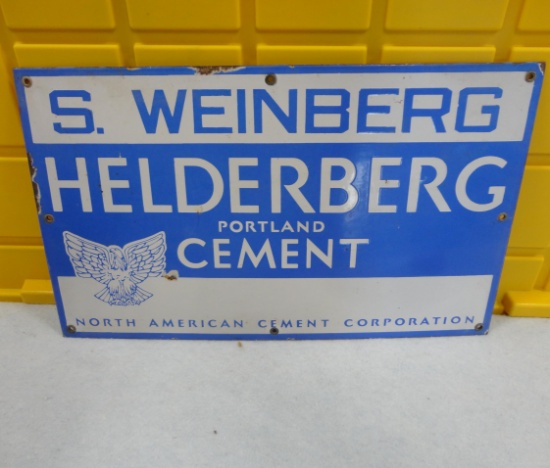 S. WEINBERG
HELDERBERG
PORTLAND
CEMENT
NORTH AMERICAN CEMENT CORPORATION